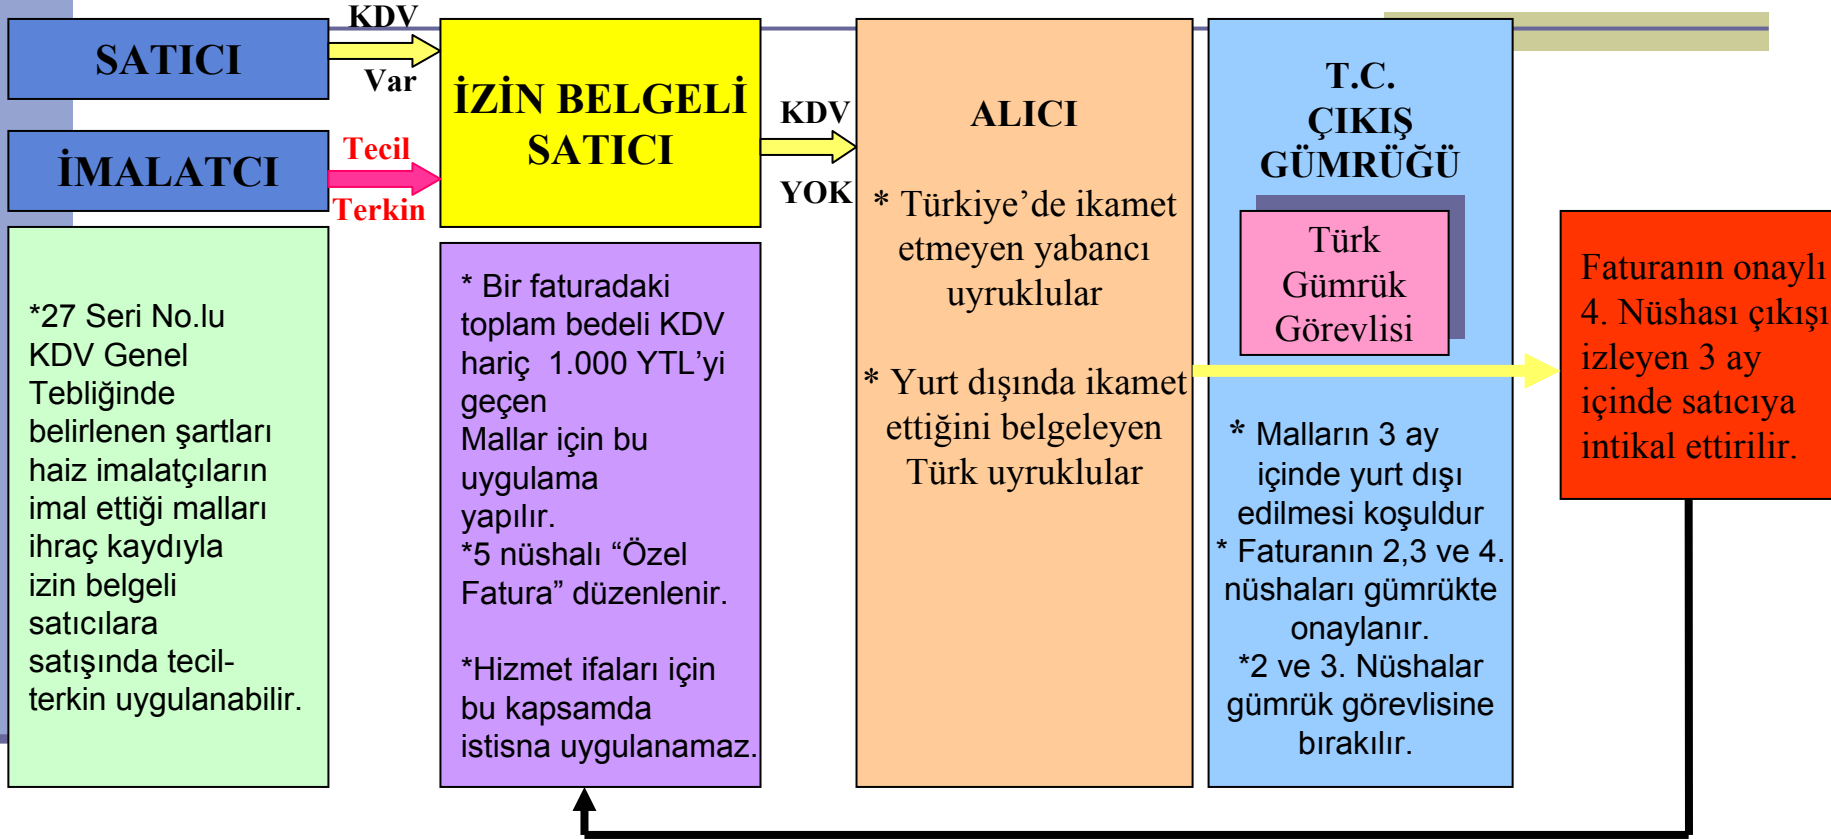 SATICI
KDV
Var
İMALATCI
Tecil
Terkin
*27 Seri No.lu
KDV Genel
Tebliğinde
belirlenen şartları
haiz imalatçıların
imal ettiği malları
ihraç kaydıyla
izin belgeli
satıcılara
satışında tecil-
terkin uygulanabilir.
İZİN BELGELİ
SATICI
* Bir faturadaki
toplam bedeli KDV
hariç 1.000 YTL’yi
geçen
Mallar için bu
uygulama
yapılır.
*5 nüshalı “Özel
Fatura” düzenlenir.
*Hizmet ifaları için
bu kapsamda
istisna uygulanamaz.
KDV
YOK
ALICI
* Türkiye’de ikamet
etmeyen yabancı
uyruklular
* Yurt dışında ikamet
ettiğini belgeleyen
Türk uyruklular
T.C.
ÇIKIŞ
GÜMRÜĞÜ
Türk
Gümrük
Görevlisi
* Malların 3 ay
içinde yurt dışı
edilmesi koşuldur
* Faturanın 2,3 ve 4.
nüshaları gümrükte
onaylanır.
*2 ve 3. Nüshalar
gümrük görevlisine
bırakılır.
Faturanın onaylı
4. Nüshası çıkışı
izleyen 3 ay
içinde satıcıya
intikal ettirilir.